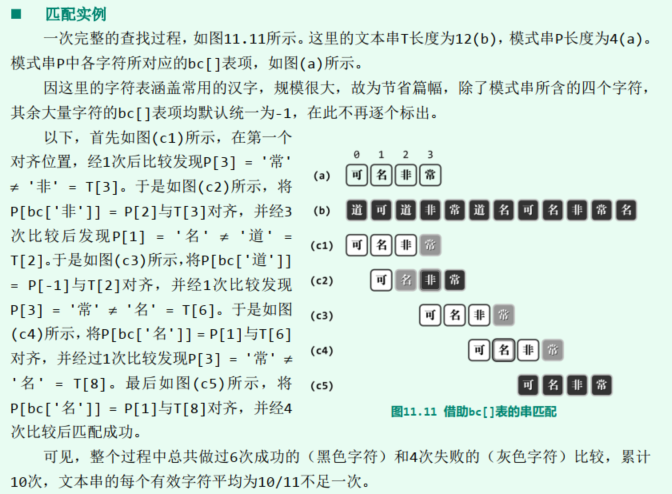 ■ 匹配实例
一次完整的查找过程，如图11.11所示。这里的文本串T长度为12(b)，模式串P长度为4(a)。
模式串P中各字符所对应的bc[]表项，如图(a)所示。
因这里的字符表涵盖常用的汉字，规模很大，故为节省篇幅，除了模式串所含的四个字符，
其余大量字符的bc[]表项均默认统一为-1，在此不再逐个标出。
以下，首先如图(c1)所示，在第一个
对齐位置，经1次后比较发现P[3] = '常'
≠ '非' = T[3]。于是如图(c2)所示，将
P[bc['非']] = P[2]与T[3]对齐，并经3
次比较后发现P[1] = '名' ≠ '道' =
T[2]。于是如图(c3)所示，将P[bc['道']]
= P[-1]与T[2]对齐，并经1次比较发现
P[3] = '常' ≠ '名' = T[6]。于是如图
(c4)所示，将P[bc['名']] = P[1]与T[6]
对齐，并经过1次比较发现P[3] = '常' ≠
'名' = T[8]。最后如图(c5)所示，将
P[bc['名']] = P[1]与T[8]对齐，并经4
次比较后匹配成功。
0 1 2 3
(a) 可 名 非 常
(b) 道 可 道 非 常 道 名 可 名 非 常 名
(c1) 可 名 非 常
(c2) 可 名 非 常
(c3) 可 名 非 常
(c4) 可 名 非 常
(c5) 可 名 非 常
图11.11 借助bc[]表的串匹配
可见，整个过程中总共做过6次成功的（黑色字符）和4次失败的（灰色字符）比较，累计
10次，文本串的每个有效字符平均为10/11不足一次。